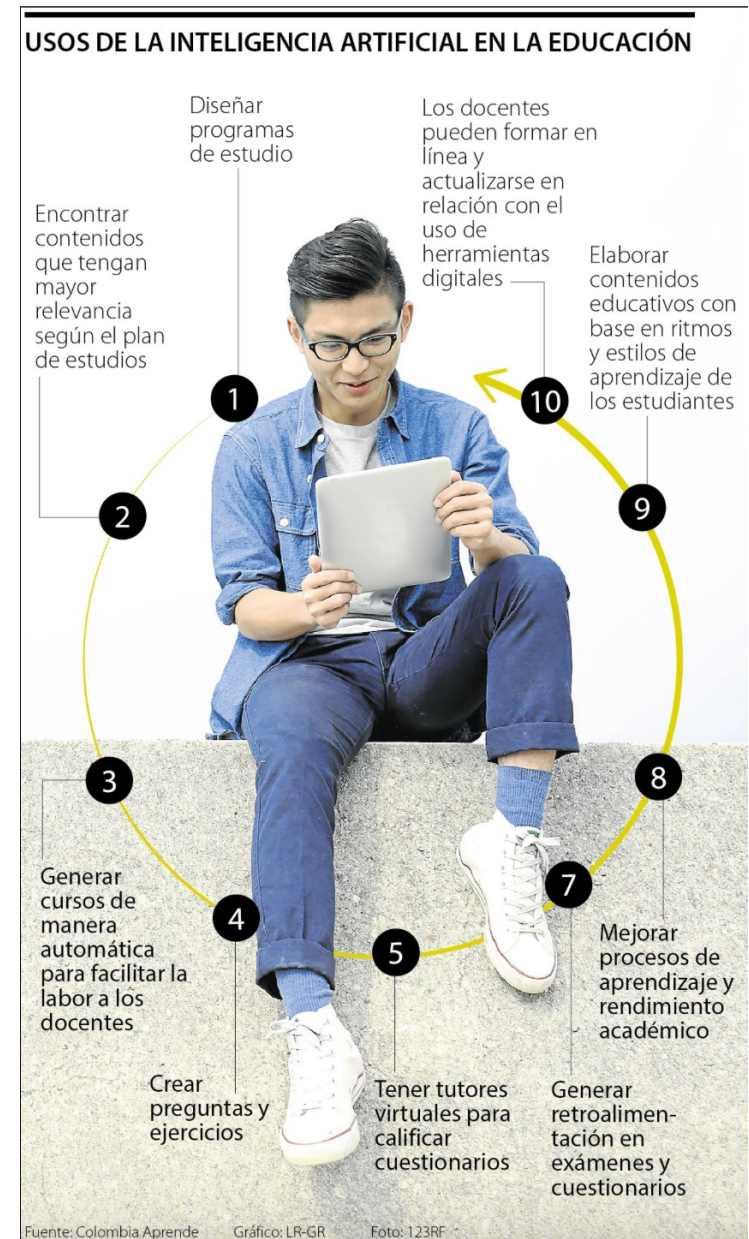 USOS DE LA INTELIGENCIA ARTIFICIAL EN LA EDUCACIÓN
1
Diseñar
programas
de estudio
2
Encontrar
contenidos
que tengan
mayor
relevancia
según el plan
de estudios
3
Generar
cursos de
manera
automática
para facilitar la
labor a los
docentes
4
Crear
preguntas y
ejercicios
5
Tener tutores
virtuales para
calificar
cuestionarios
7
Generar
retroalimen-
tación en
exámenes y
cuestionarios
8
Mejorar
procesos de
aprendizaje y
rendimiento
académico
9
Elaborar
contenidos
educativos con
base en ritmos
y estilos de
aprendizaje de
los estudiantes
10
Los docentes
pueden formar en
línea y
actualizarse en
relación con el
uso de
herramientas
digitales
Fuente: Colombia Aprende Gráfico: LR-GR Foto: 123RF